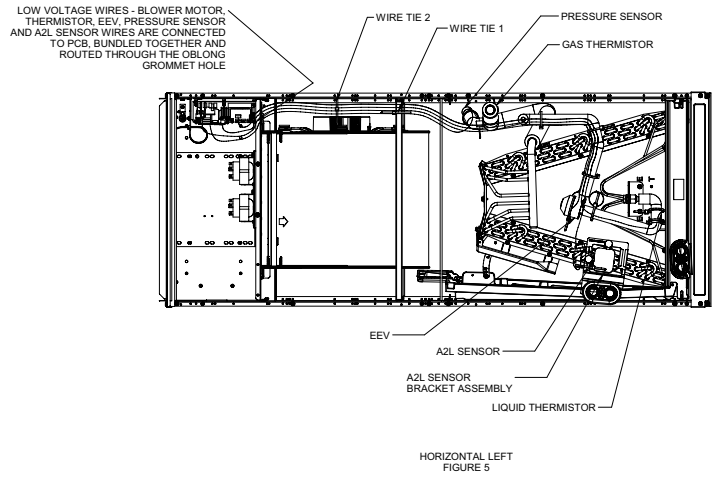 LOW VOLTAGE WIRES - BLOWER MOTOR,
THERMISTOR, EEV, PRESSURE SENSOR
AND A2L SENSOR WIRES ARE CONNECTED
TO PCB, BUNDLED TOGETHER AND
ROUTED THROUGH THE OBLONG
GROMMET HOLE
WIRE TIE 2
WIRE TIE 1
PRESSURE SENSOR
GAS THERMISTOR
EEV
A2L SENSOR
A2L SENSOR
BRACKET ASSEMBLY
LIQUID THERMISTOR
HORIZONTAL LEFT
FIGURE 5